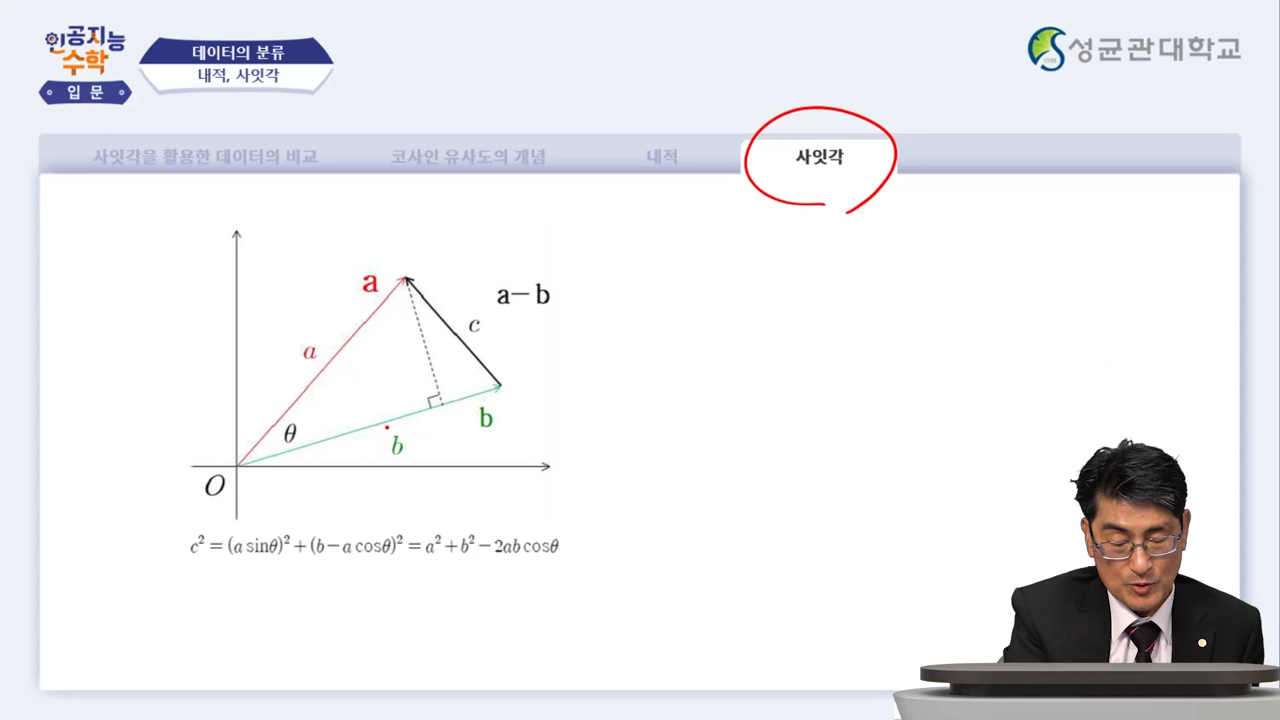 인공지능
수학
입문
데이터의 분류
내적, 사잇각
성균관대학교
사잇각을 활용한 데이터의 비교
코사인 유사도의 개념
내적
사잇각
a
a−b
c
a
θ
b
b
O
c² = (a sinθ)² + (b − a cosθ)² = a² + b² − 2ab cosθ